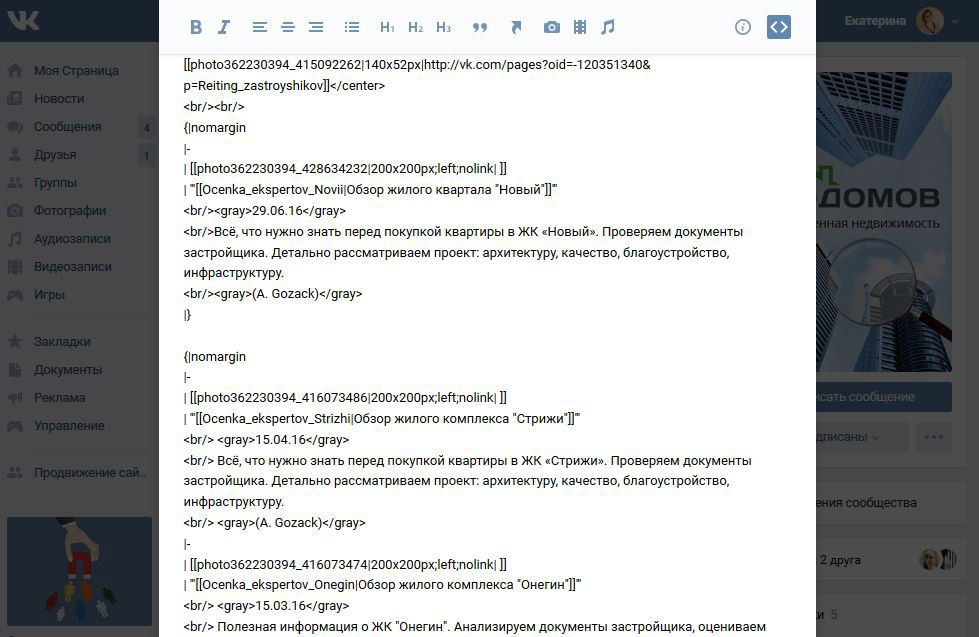 Екатерина
B I H1 H2 H3
Моя Страница
Новости
Сообщения 4
Друзья 1
Группы
Фотографии
Аудиозаписи
Видеозаписи
Игры
Закладки
Документы
Реклама
Управление
Продвижение сай..
[[photo362230394_415092262|140x52px|http://vk.com/pages?oid=-120351340&
p=Reiting_zastroyshikov]]</center>
<br/><br/>
{|nomargin
|-
| [[photo362230394_428634232|200x200px;left;nolink| ]]
| '''[[Ocenka_ekspertov_Novii|Обзор жилого квартала "Новый"]]'''
<br/><gray>29.06.16</gray>
<br/>Всё, что нужно знать перед покупкой квартиры в ЖК «Новый». Проверяем документы
застройщика. Детально рассматриваем проект: архитектуру, качество, благоустройство,
инфраструктуру.
<br/><gray>(A. Gozack)</gray>
|}
{|nomargin
|-
| [[photo362230394_416073486|200x200px;left;nolink| ]]
| '''[[Ocenka_ekspertov_Strizhi|Обзор жилого комплекса "Стрижи"]]'''
<br/> <gray>15.04.16</gray>
<br/> Всё, что нужно знать перед покупкой квартиры в ЖК «Стрижи». Проверяем документы
застройщика. Детально рассматриваем проект: архитектуру, качество, благоустройство,
инфраструктуру.
<br/> <gray>(A. Gozack)</gray>
|-
| [[photo362230394_416073474|200x200px;left;nolink| ]]
| '''[[Ocenka_ekspertov_Onegin|Обзор жилого комплекса "Онегин"]]'''
<br/> <gray>15.03.16</gray>
<br/> Полезная информация о ЖК "Онегин". Анализируем документы застройщика, оцениваем
ДОМОВ
енная недвижимость
исать сообщение
дписаны
ения сообщества
2 друга
ки 5